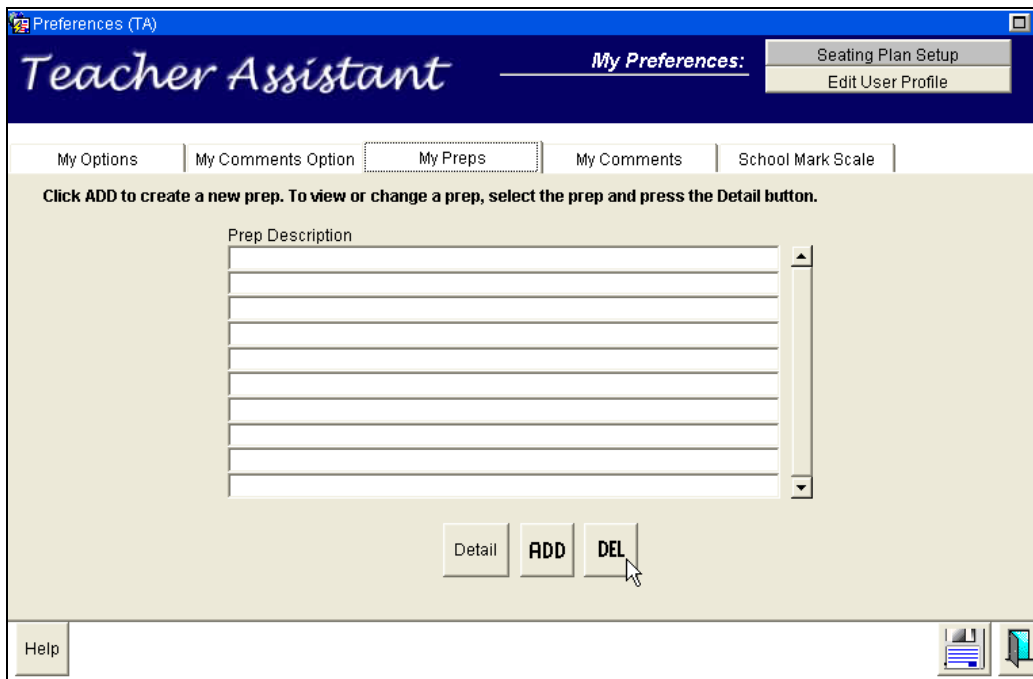 Preferences (TA)
Teacher Assistant
My Preferences:
Seating Plan Setup
Edit User Profile
My Options
My Comments Option
My Preps
My Comments
School Mark Scale
Click ADD to create a new prep. To view or change a prep, select the prep and press the Detail button.
Prep Description
Detail
ADD
DEL
Help